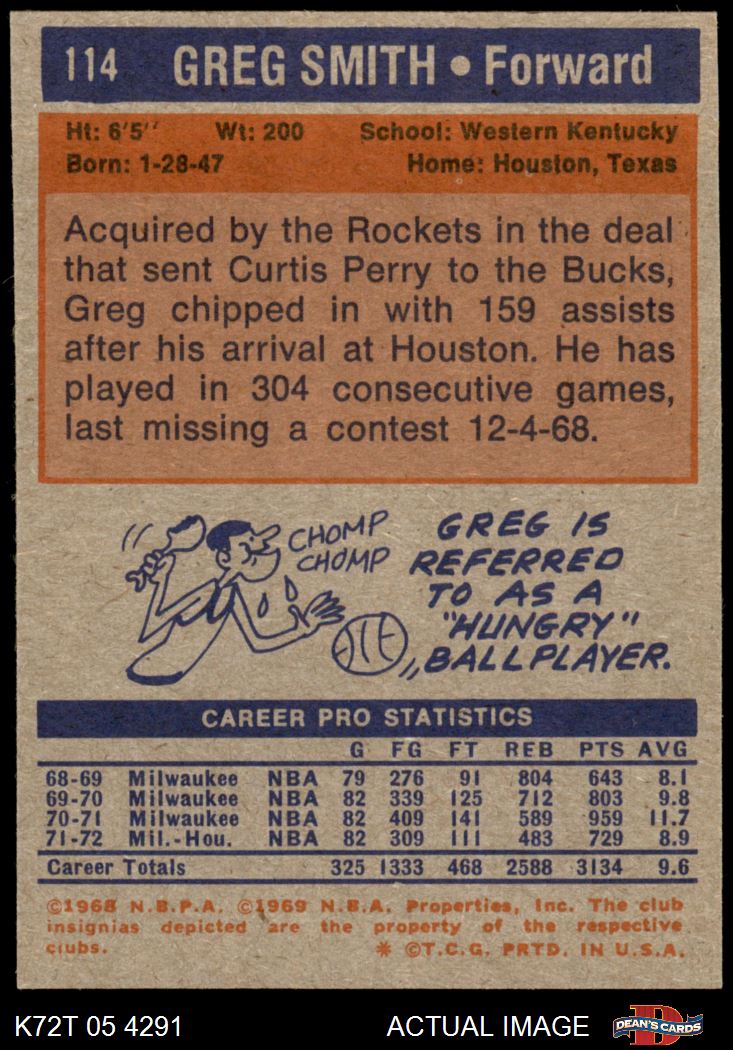 114 GREG SMITH • Forward
Ht: 6'5'' Wt: 200 School: Western Kentucky
Born: 1-28-47 Home: Houston, Texas
Acquired by the Rockets in the deal
that sent Curtis Perry to the Bucks,
Greg chipped in with 159 assists
after his arrival at Houston. He has
played in 304 consecutive games,
last missing a contest 12-4-68.
CHOMP
CHOMP
GREG IS
REFERRED
TO AS A
"HUNGRY"
BALLPLAYER.
CAREER PRO STATISTICS
G FG FT REB PTS AVG
68-69 Milwaukee NBA 79 276 91 804 643 8.1
69-70 Milwaukee NBA 82 339 125 712 803 9.8
70-71 Milwaukee NBA 82 409 141 589 959 11.7
71-72 Mil.-Hou. NBA 82 309 111 483 729 8.9
Career Totals 325 1333 468 2588 3134 9.6
©1968 N.B.P.A. ©1969 N.B.A. Properties, Inc. The club
insignias depicted are the property of the respective
clubs. * ©T.C.G. PRTD. IN U.S.A.
K72T 05 4291 ACTUAL IMAGE DEAN'S CARDS